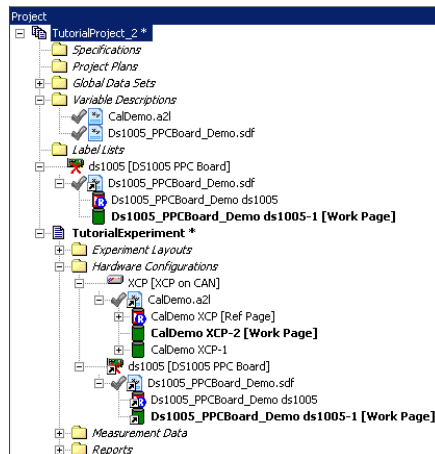 Project
TutorialProject_2 *
Specifications
Project Plans
Global Data Sets
Variable Descriptions
CalDemo.a2l
Ds1005_PPCBoard_Demo.sdf
Label Lists
ds1005 [DS1005 PPC Board]
Ds1005_PPCBoard_Demo.sdf
Ds1005_PPCBoard_Demo ds1005
Ds1005_PPCBoard_Demo ds1005-1 [Work Page]
TutorialExperiment *
Experiment Layouts
Hardware Configurations
XCP [XCP on CAN]
CalDemo.a2l
CalDemo XCP [Ref Page]
CalDemo XCP-2 [Work Page]
CalDemo XCP-1
ds1005 [DS1005 PPC Board]
Ds1005_PPCBoard_Demo.sdf
Ds1005_PPCBoard_Demo ds1005
Ds1005_PPCBoard_Demo ds1005-1 [Work Page]
Measurement Data
Reports